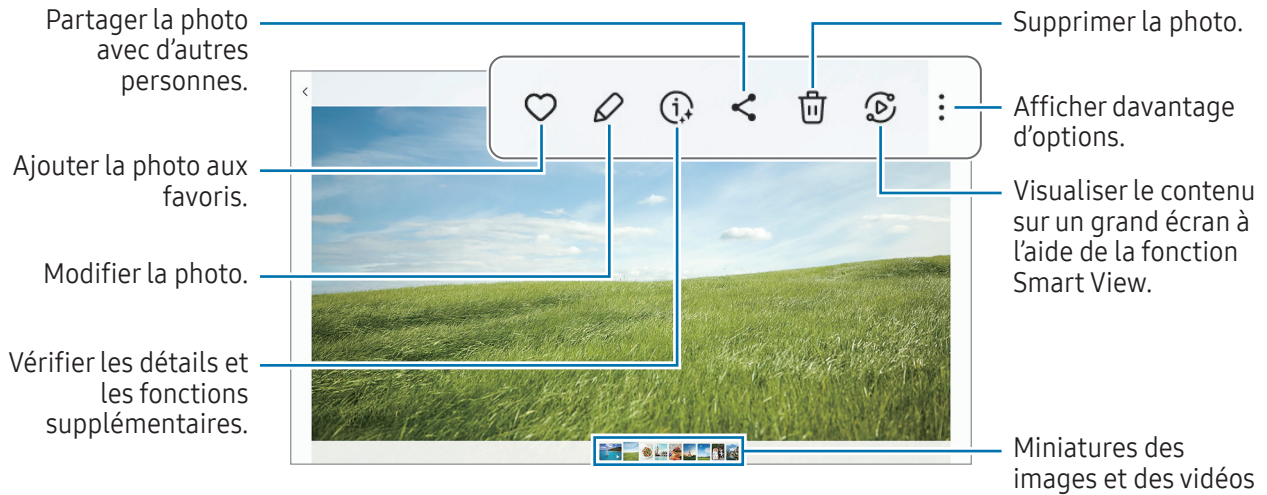 Partager la photo
avec d'autres
personnes.
Ajouter la photo aux
favoris.
Modifier la photo.
Vérifier les détails et
les fonctions
supplémentaires.
Supprimer la photo.
Afficher davantage
d'options.
Visualiser le contenu
sur un grand écran à
l'aide de la fonction
Smart View.
Miniatures des
images et des vidéos